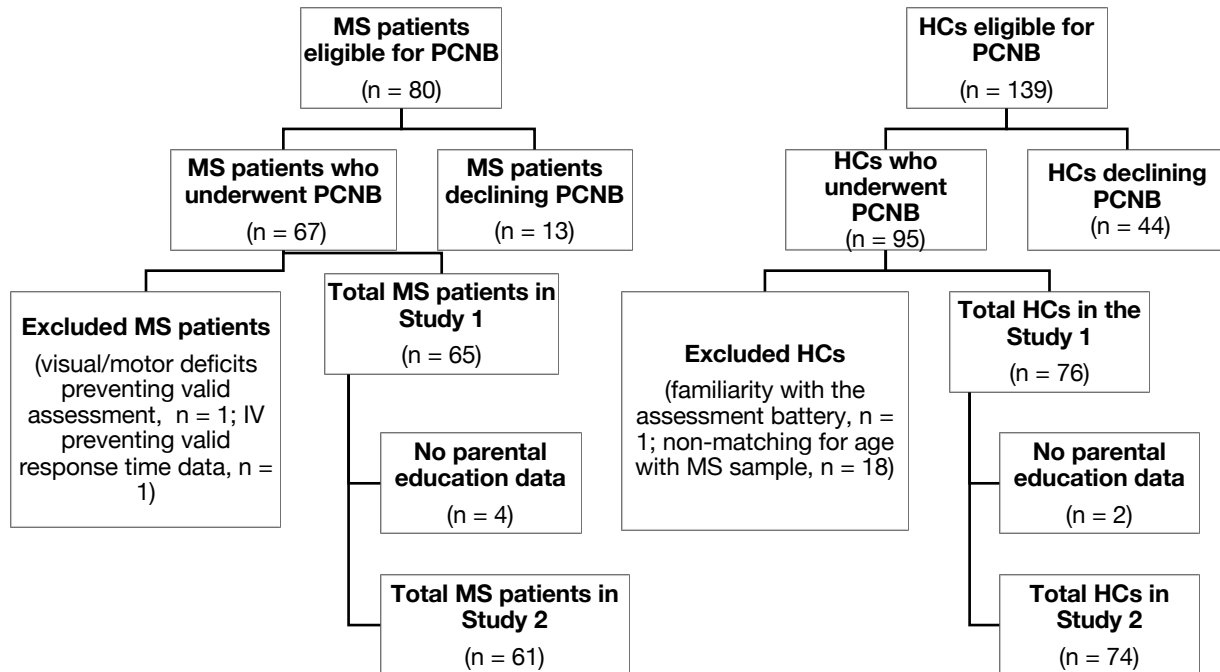 MS patients
eligible for PCNB
(n = 80)
HCs eligible for
PCNB
(n = 139)
MS patients who
underwent PCNB
(n = 67)
MS patients
declining PCNB
(n = 13)
HCs who
underwent
PCNB
(n = 95)
HCs declining
PCNB
(n = 44)
Excluded MS patients
(visual/motor deficits
preventing valid
assessment, n = 1; IV
preventing valid
response time data, n =
1)
Total MS patients in
Study 1
(n = 65)
Excluded HCs
(familiarity with the
assessment battery, n =
1; non-matching for age
with MS sample, n = 18)
Total HCs in the
Study 1
(n = 76)
No parental
education data
(n = 4)
No parental
education data
(n = 2)
Total MS patients in
Study 2
(n = 61)
Total HCs in
Study 2
(n = 74)